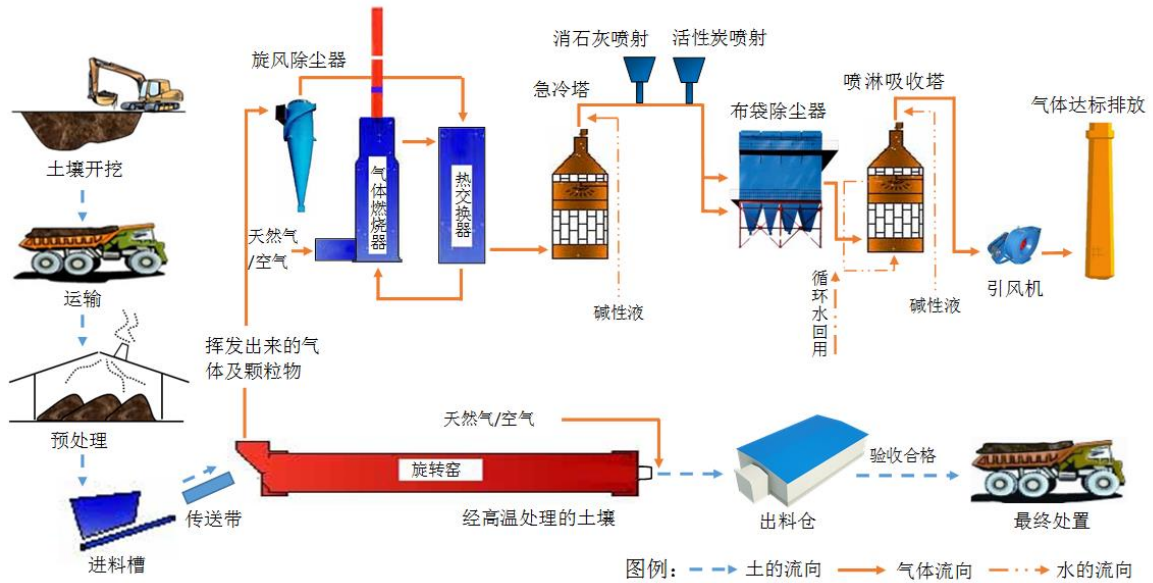 消石灰喷射
活性炭喷射
旋风除尘器
急冷塔
布袋除尘器
喷淋吸收塔
气体达标排放
土壤开挖
气体燃烧器
热交换器
天然气
/空气
运输
碱性液
循环水回用
碱性液
引风机
挥发出来的气
体及颗粒物
预处理
天然气/空气
旋转窑
验收合格
传送带
进料槽
经高温处理的土壤
出料仓
最终处置
图例：
土的流向
气体流向
水的流向